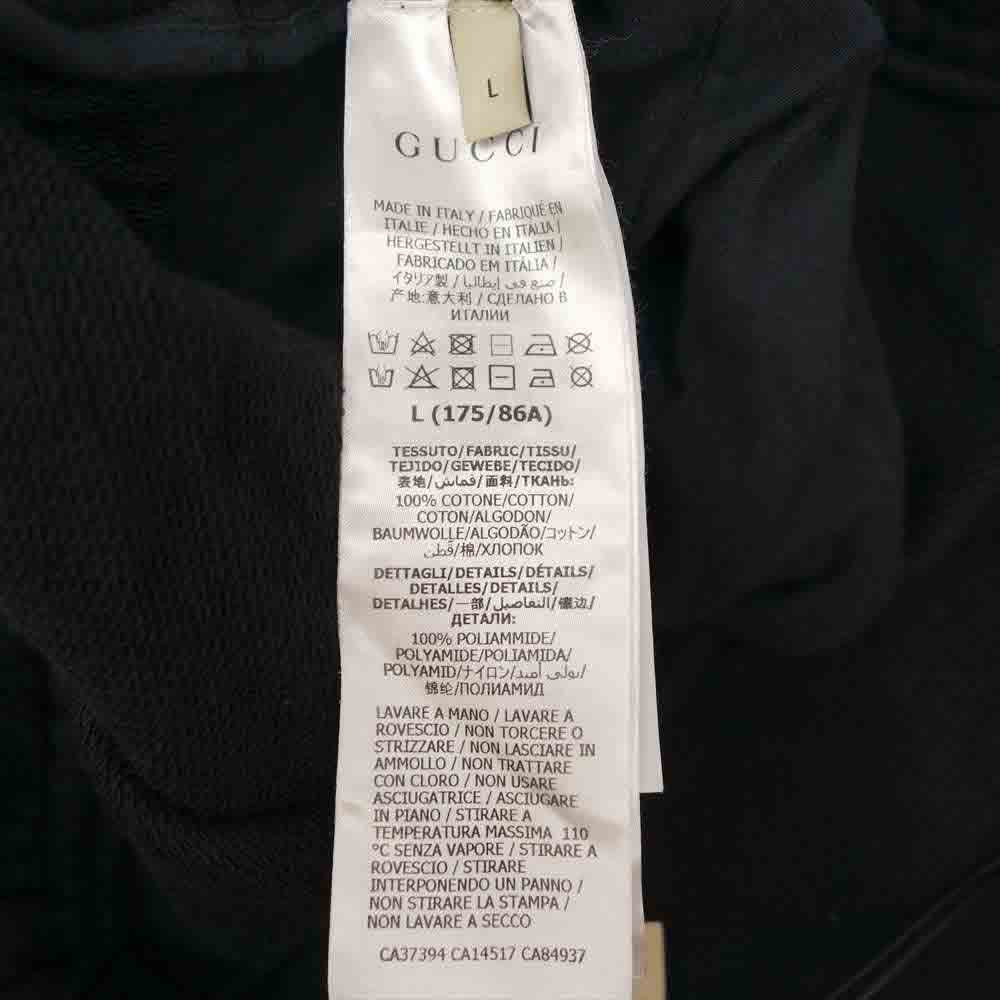 L
GUCCI
MADE IN ITALY / FABRIQUÉ EN
ITALIE / HECHO EN ITALIA /
HERGESTELLT IN ITALIEN /
FABRICADO EM ITÁLIA /
イタリア製 / صنع في إيطاليا /
产地:意大利 / СДЕЛАНО В
ИТАЛИИ
L (175/86A)
TESSUTO/FABRIC/TISSU/
TEJIDO/GEWEBE/TECIDO/
表地/قماش/面料/ТКАНЬ:
100% COTONE/COTTON/
COTON/ALGODON/
BAUMWOLLE/ALGODÃO/コットン/
قطن/棉/ХЛОПОК
DETTAGLI/DETAILS/DÉTAILS/
DETALLES/DETAILS/
DETALHES/一部/التفاصيل/镶边/
ДЕТАЛИ:
100% POLIAMMIDE/
POLYAMIDE/POLIAMIDA/
POLYAMID/ナイロン/بولي أميد/
锦纶/ПОЛИАМИД
LAVARE A MANO / LAVARE A
ROVESCIO / NON TORCERE O
STRIZZARE / NON LASCIARE IN
AMMOLLO / NON TRATTARE
CON CLORO / NON USARE
ASCIUGATRICE / ASCIUGARE
IN PIANO / STIRARE A
TEMPERATURA MASSIMA 110
°C SENZA VAPORE / STIRARE A
ROVESCIO / STIRARE
INTERPONENDO UN PANNO /
NON STIRARE LA STAMPA /
NON LAVARE A SECCO
CA37394 CA14517 CA84937